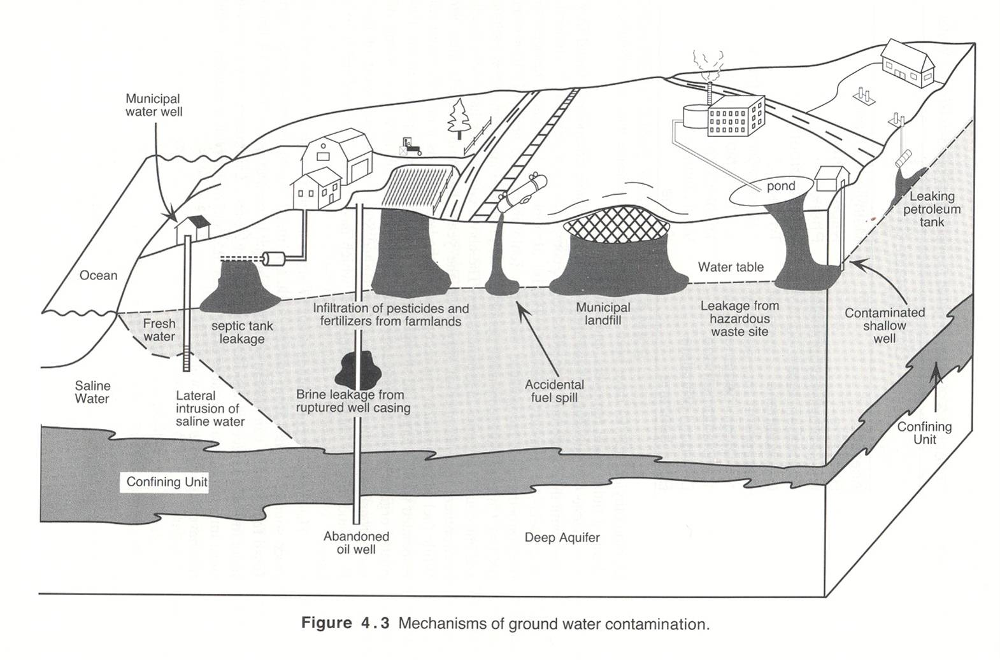 Municipal
water well
pond
Leaking
petroleum
tank
Ocean
Water table
Fresh
water
septic tank
leakage
Infiltration of pesticides and
fertilizers from farmlands
Municipal
landfill
Leakage from
hazardous
waste site
Contaminated
shallow
well
Saline
Water
Lateral
intrusion of
saline water
Brine leakage from
ruptured well casing
Accidental
fuel spill
Confining
Unit
Confining Unit
Abandoned
oil well
Deep Aquifer
Figure 4.3 Mechanisms of ground water contamination.